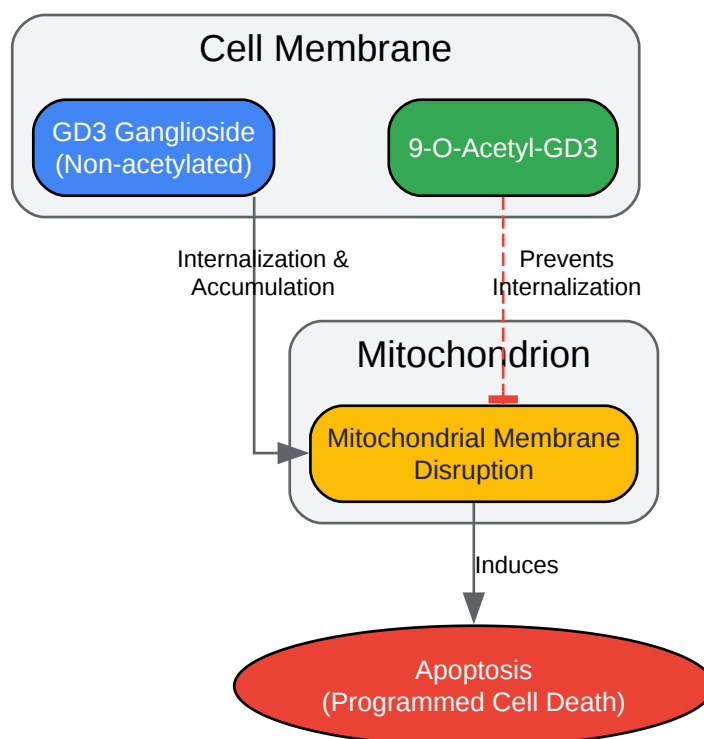 Cell Membrane
GD3 Ganglioside
(Non-acetylated)
9-O-Acetyl-GD3
Internalization &
Accumulation
Prevents
Internalization
Mitochondrion
Mitochondrial Membrane
Disruption
Induces
Apoptosis
(Programmed Cell Death)